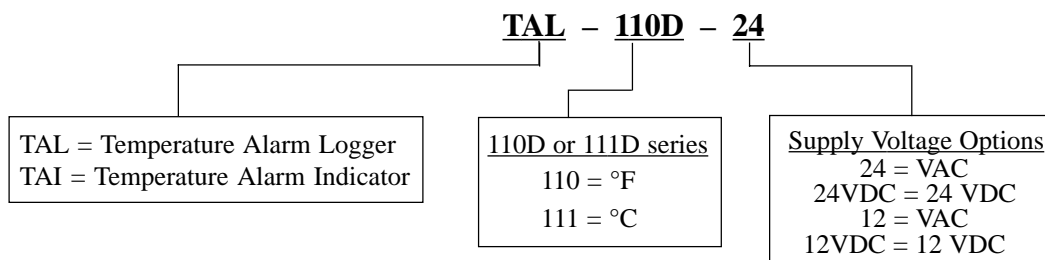 TAL – 110D – 24
TAL = Temperature Alarm Logger
TAI = Temperature Alarm Indicator
110D or 111D series
110 = °F
111 = °C
Supply Voltage Options
24 = VAC
24VDC = 24 VDC
12 = VAC
12VDC = 12 VDC